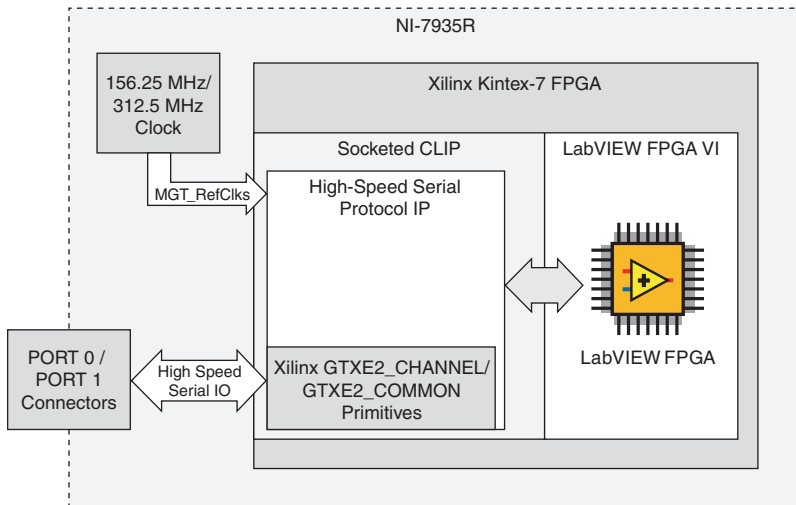 NI-7935R
156.25 MHz/
312.5 MHz
Clock
Xilinx Kintex-7 FPGA
Socketed CLIP
LabVIEW FPGA VI
MGT_RefClks
High-Speed Serial
Protocol IP
LabVIEW FPGA
PORT 0 /
PORT 1
Connectors
High Speed
Serial IO
Xilinx GTXE2_CHANNEL/
GTXE2_COMMON
Primitives